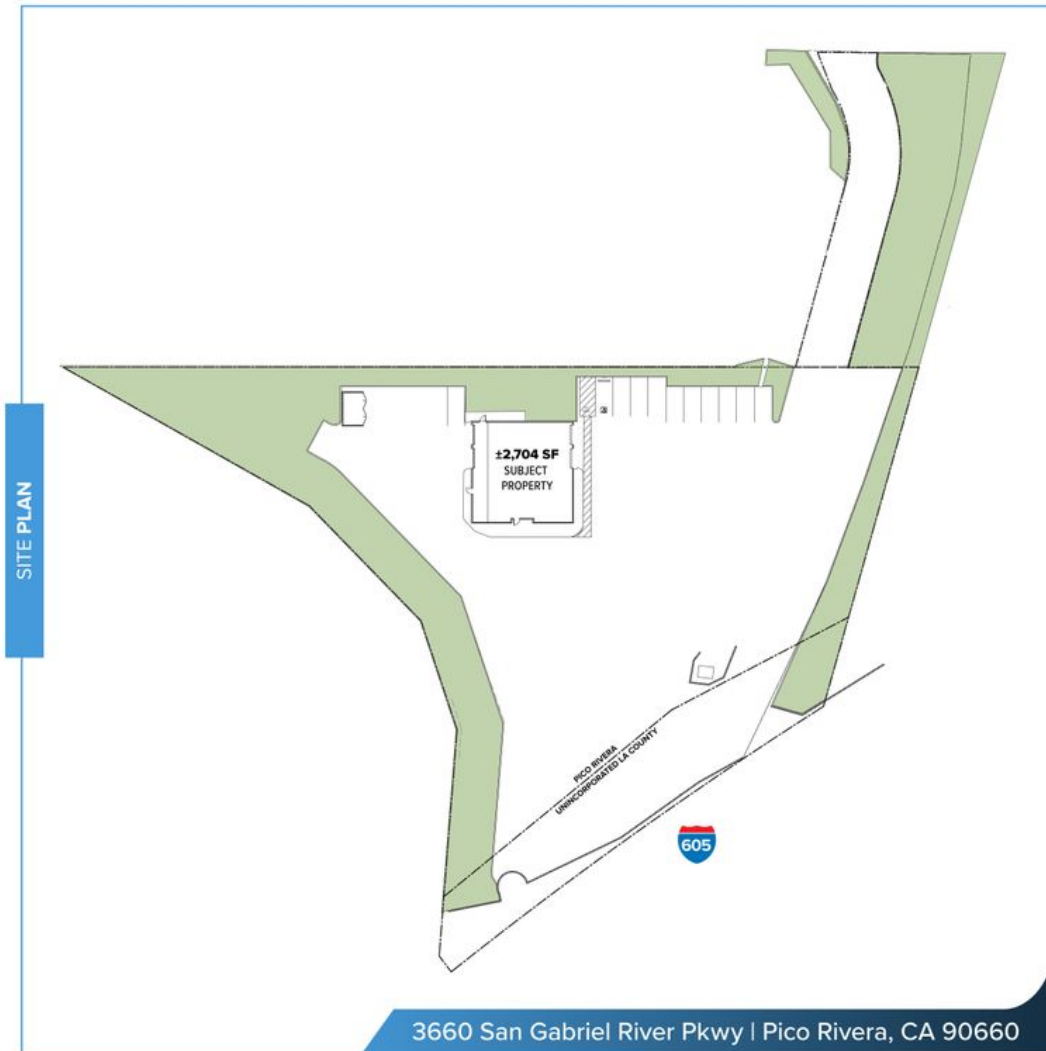 SITE PLAN
±2,704 SF
SUBJECT
PROPERTY
PICO RIVERA
UNINCORPORATED LA COUNTY
605
3660 San Gabriel River Pkwy | Pico Rivera, CA 90660